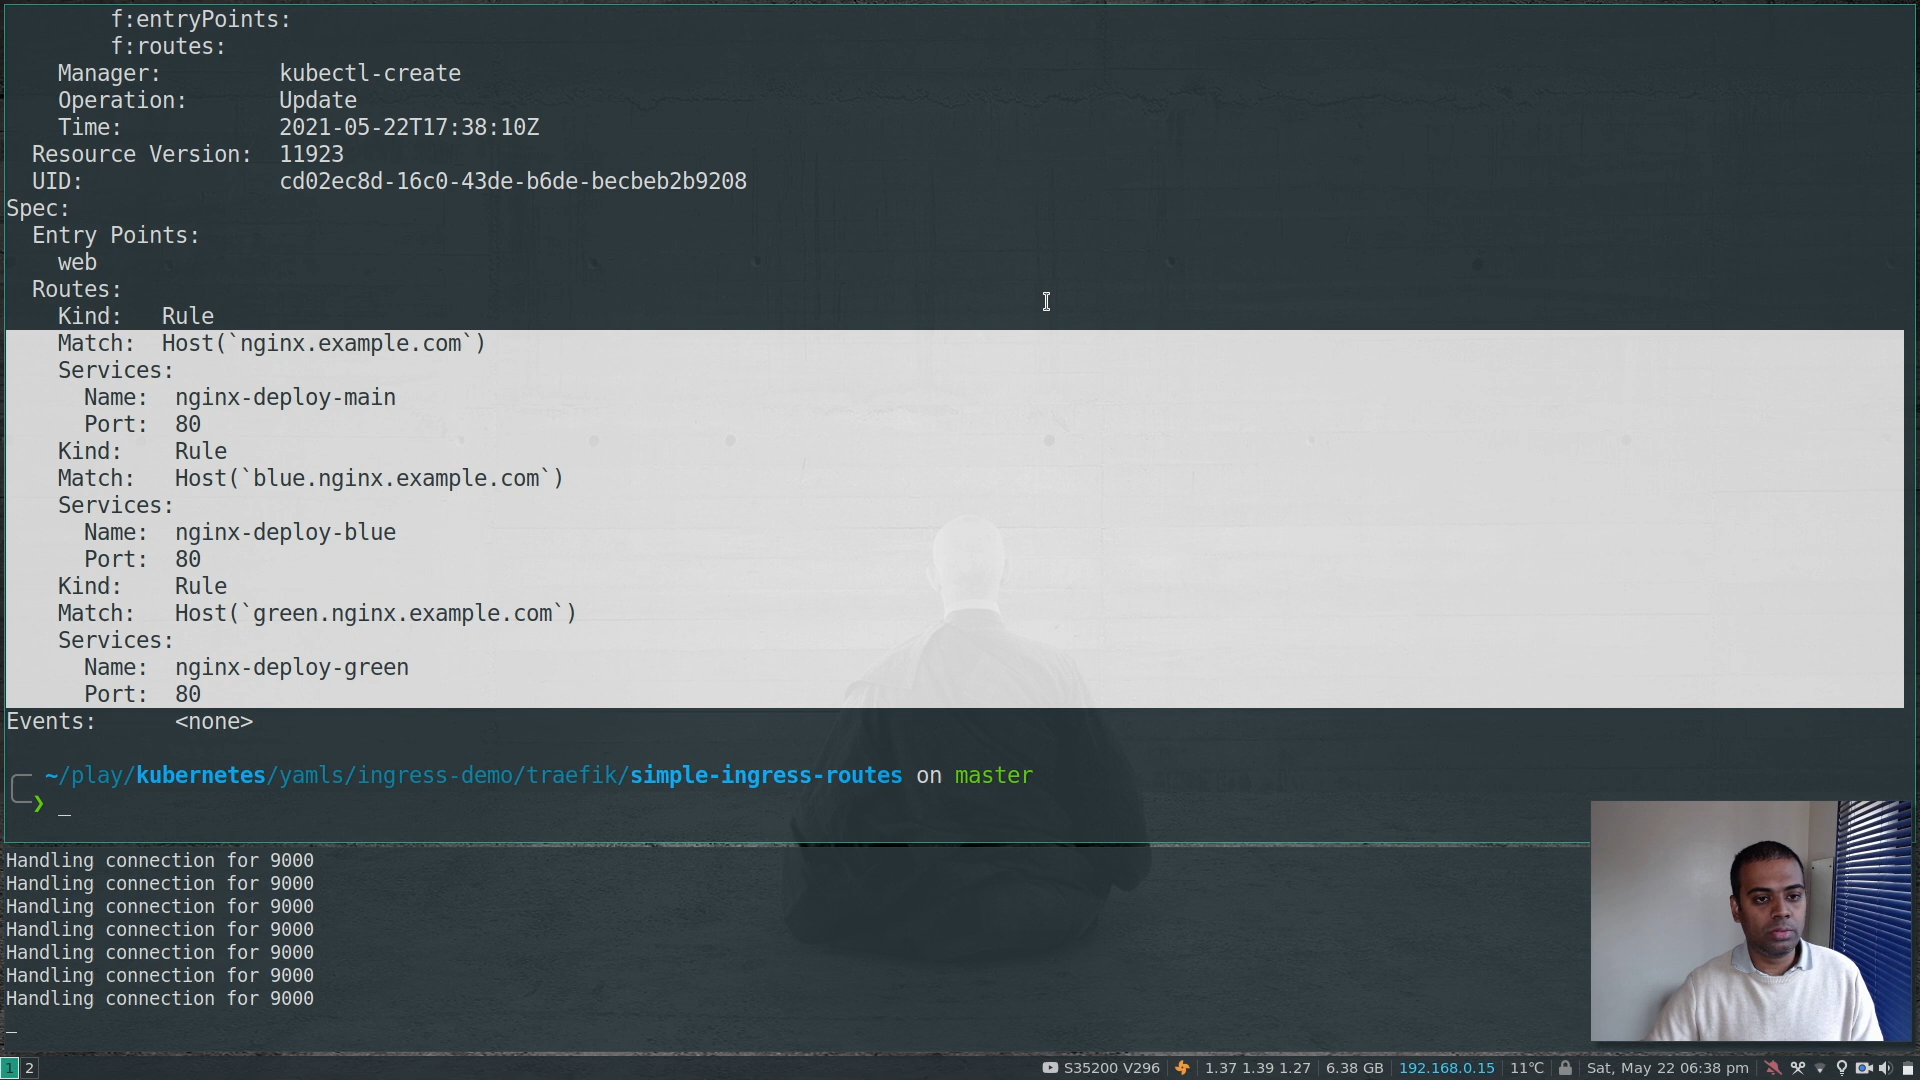 f:entryPoints:
f:routes:
Manager: kubectl-create
Operation: Update
Time: 2021-05-22T17:38:10Z
Resource Version: 11923
UID: cd02ec8d-16c0-43de-b6de-becbeb2b9208
Spec:
Entry Points:
web
Routes:
Kind: Rule
Match: Host(`nginx.example.com`)
Services:
Name: nginx-deploy-main
Port: 80
Kind: Rule
Match: Host(`blue.nginx.example.com`)
Services:
Name: nginx-deploy-blue
Port: 80
Kind: Rule
Match: Host(`green.nginx.example.com`)
Services:
Name: nginx-deploy-green
Port: 80
Events: <none>
~/play/kubernetes/yamls/ingress-demo/traefik/simple-ingress-routes on master
❯ _
Handling connection for 9000
Handling connection for 9000
Handling connection for 9000
Handling connection for 9000
Handling connection for 9000
Handling connection for 9000
Handling connection for 9000
_
1 2 S35200 V296 1.37 1.39 1.27 6.38 GB 192.168.0.15 11℃ Sat, May 22 06:38 pm